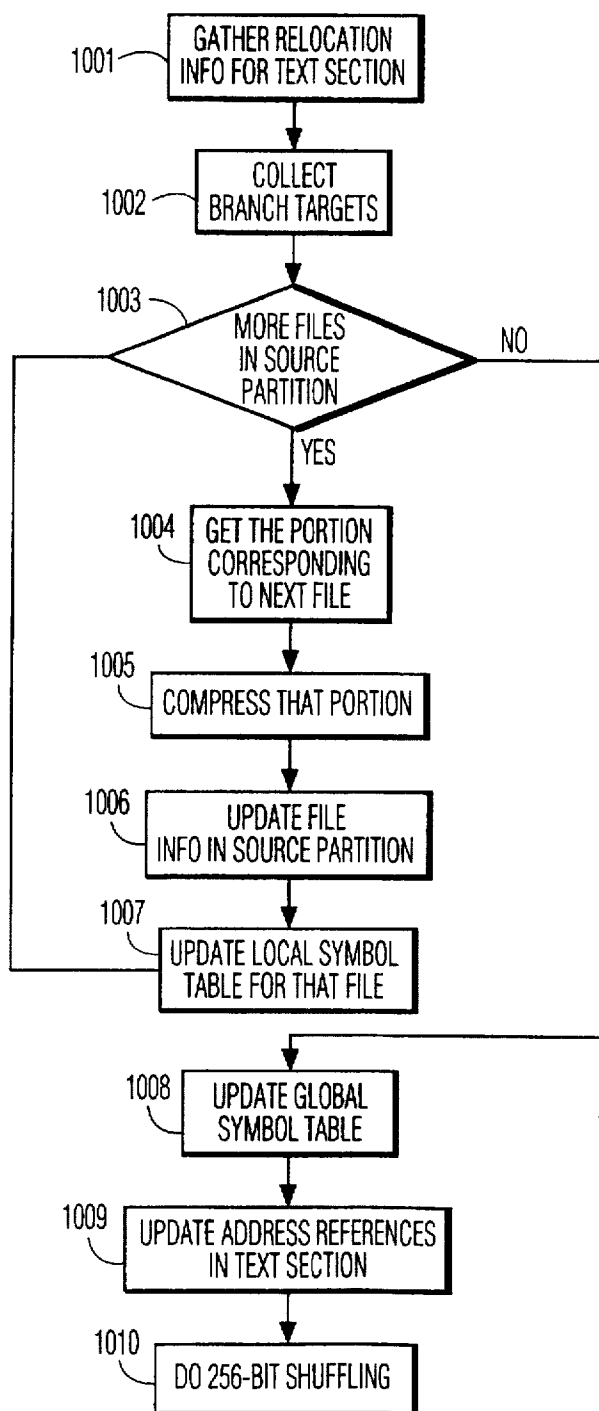 1001
GATHER RELOCATION
INFO FOR TEXT SECTION
1002
COLLECT
BRANCH TARGETS
1003
MORE FILES
IN SOURCE
PARTITION
NO
YES
1004
GET THE PORTION
CORRESPONDING
TO NEXT FILE
1005
COMPRESS THAT PORTION
1006
UPDATE FILE
INFO IN SOURCE PARTITION
1007
UPDATE LOCAL SYMBOL
TABLE FOR THAT FILE
1008
UPDATE GLOBAL
SYMBOL TABLE
1009
UPDATE ADDRESS REFERENCES
IN TEXT SECTION
1010
DO 256-BIT SHUFFLING